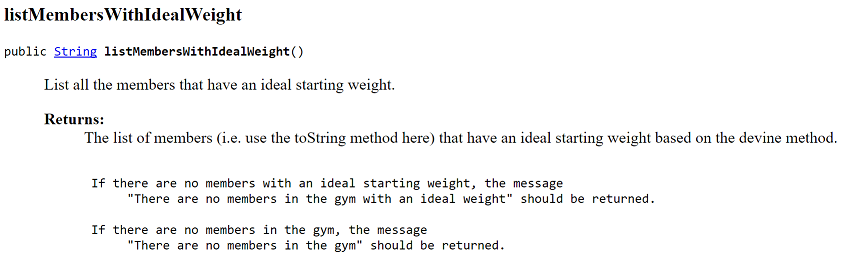 listMembersWithIdealWeight
public String listMembersWithIdealWeight()
List all the members that have an ideal starting weight.
Returns:
The list of members (i.e. use the toString method here) that have an ideal starting weight based on the devine method.
If there are no members with an ideal starting weight, the message
"There are no members in the gym with an ideal weight" should be returned.
If there are no members in the gym, the message
"There are no members in the gym" should be returned.